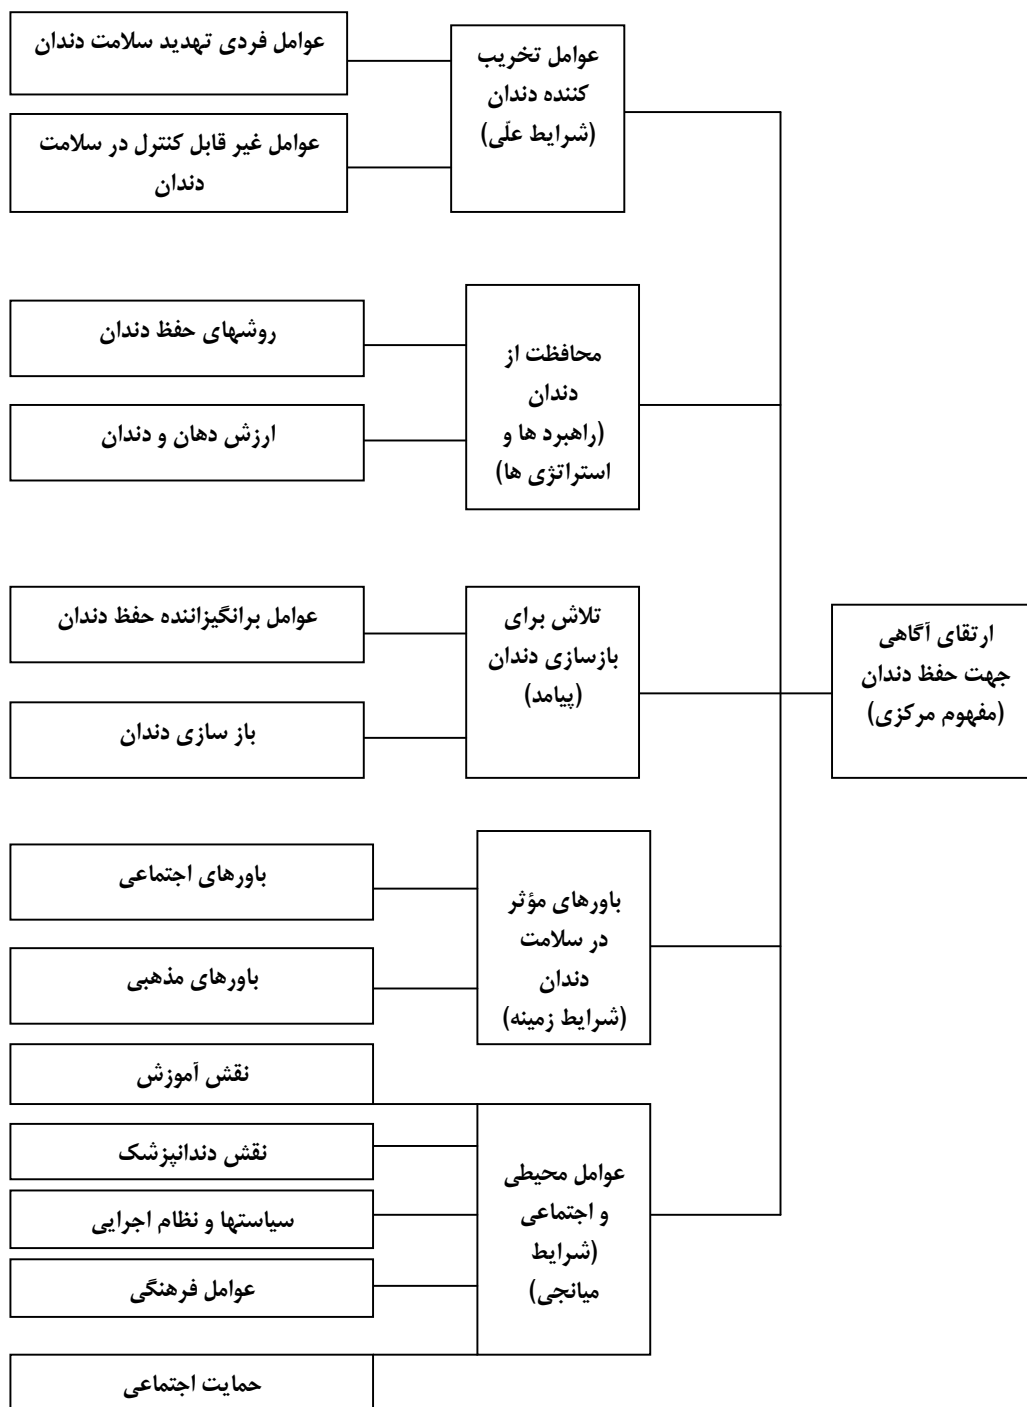 عوامل فردی تهدید سلامت دندان
عوامل غیر قابل کنترل در سلامت
دندان
عوامل تخریب
کننده دندان
(شرایط علّی)
روشهای حفظ دندان
ارزش دهان و دندان
محافظت از
دندان
(راهبرد ها و
استراتژی ها)
عوامل برانگیزاننده حفظ دندان
باز سازی دندان
تلاش برای
بازسازی دندان
(پیامد)
ارتقای آگاهی
جهت حفظ دندان
(مفهوم مرکزی)
باورهای اجتماعی
باورهای مذهبی
باورهای مؤثر
در سلامت
دندان
(شرایط زمینه)
نقش آموزش
نقش دندانپزشک
سیاستها و نظام اجرایی
عوامل فرهنگی
حمایت اجتماعی
عوامل محیطی
و اجتماعی
(شرایط
میانجی)